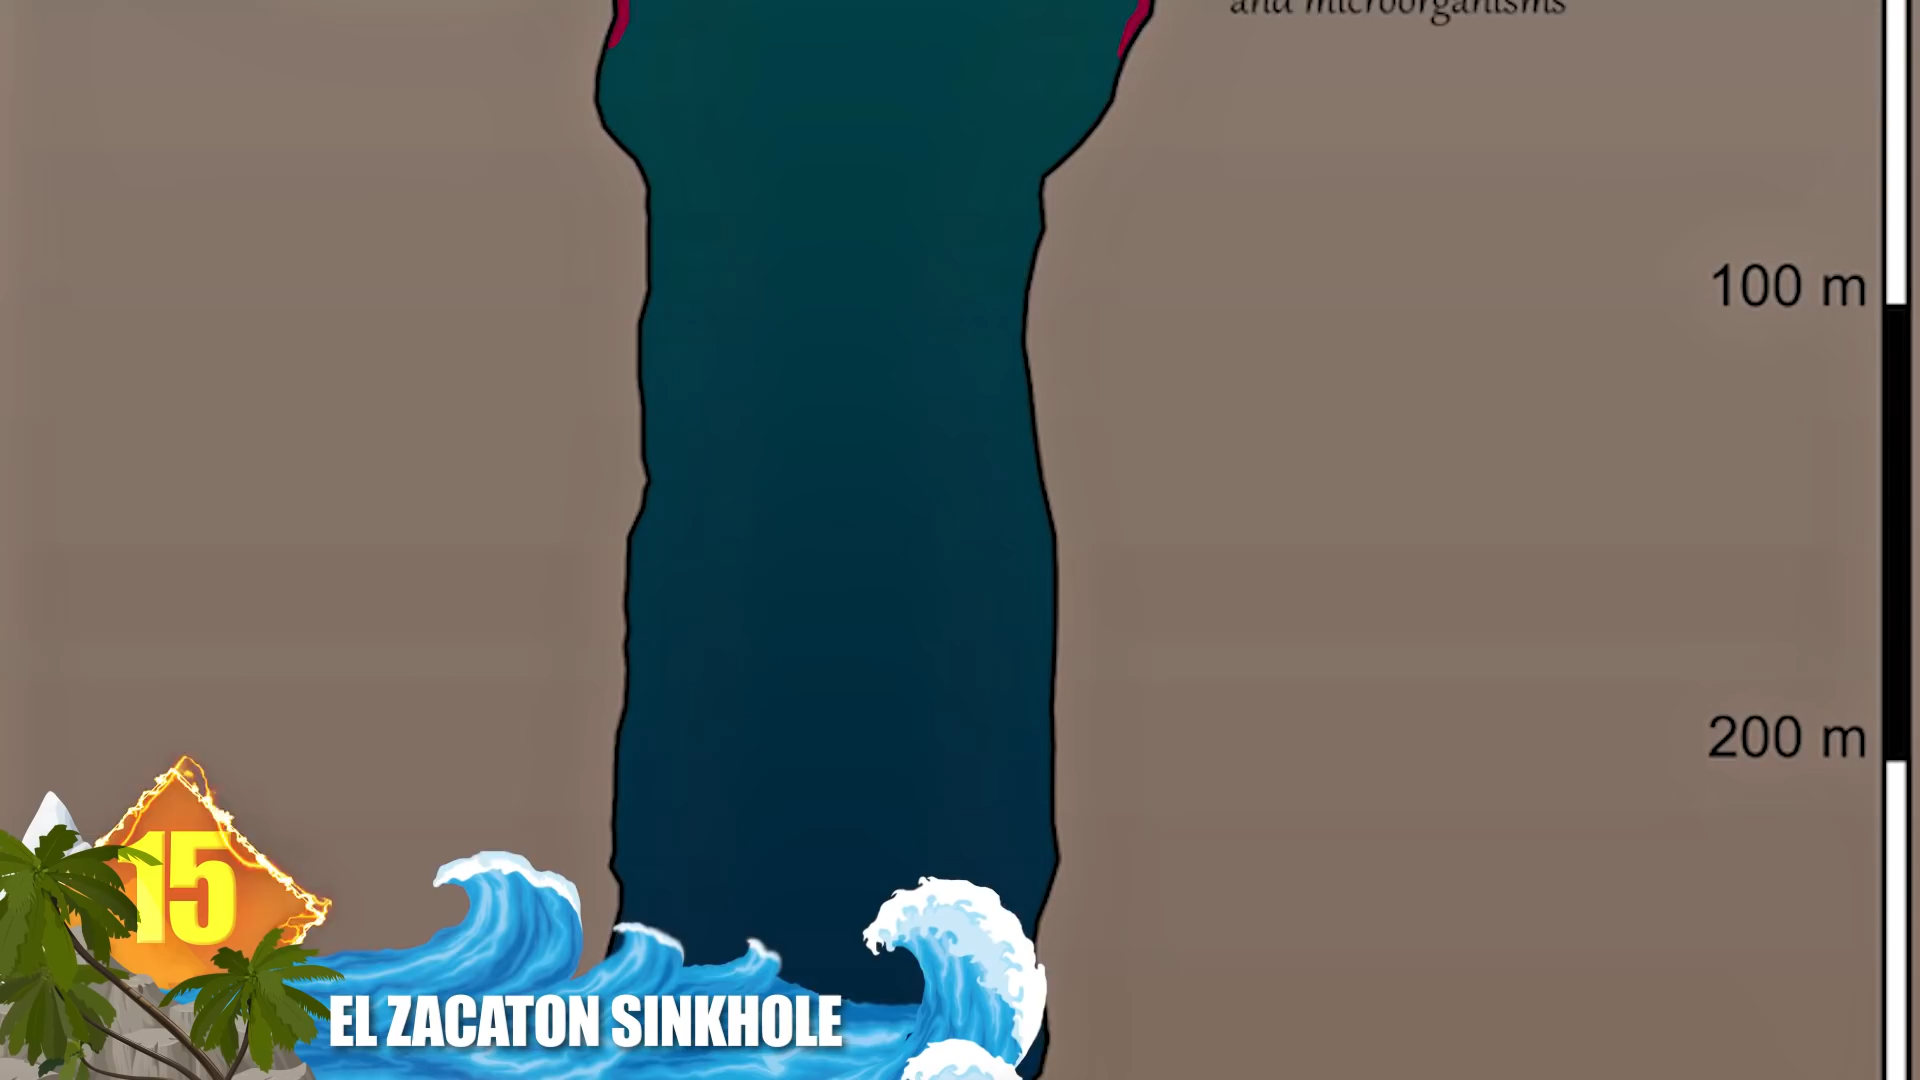 and microorganisms
100 m
200 m
15
EL ZACATON SINKHOLE